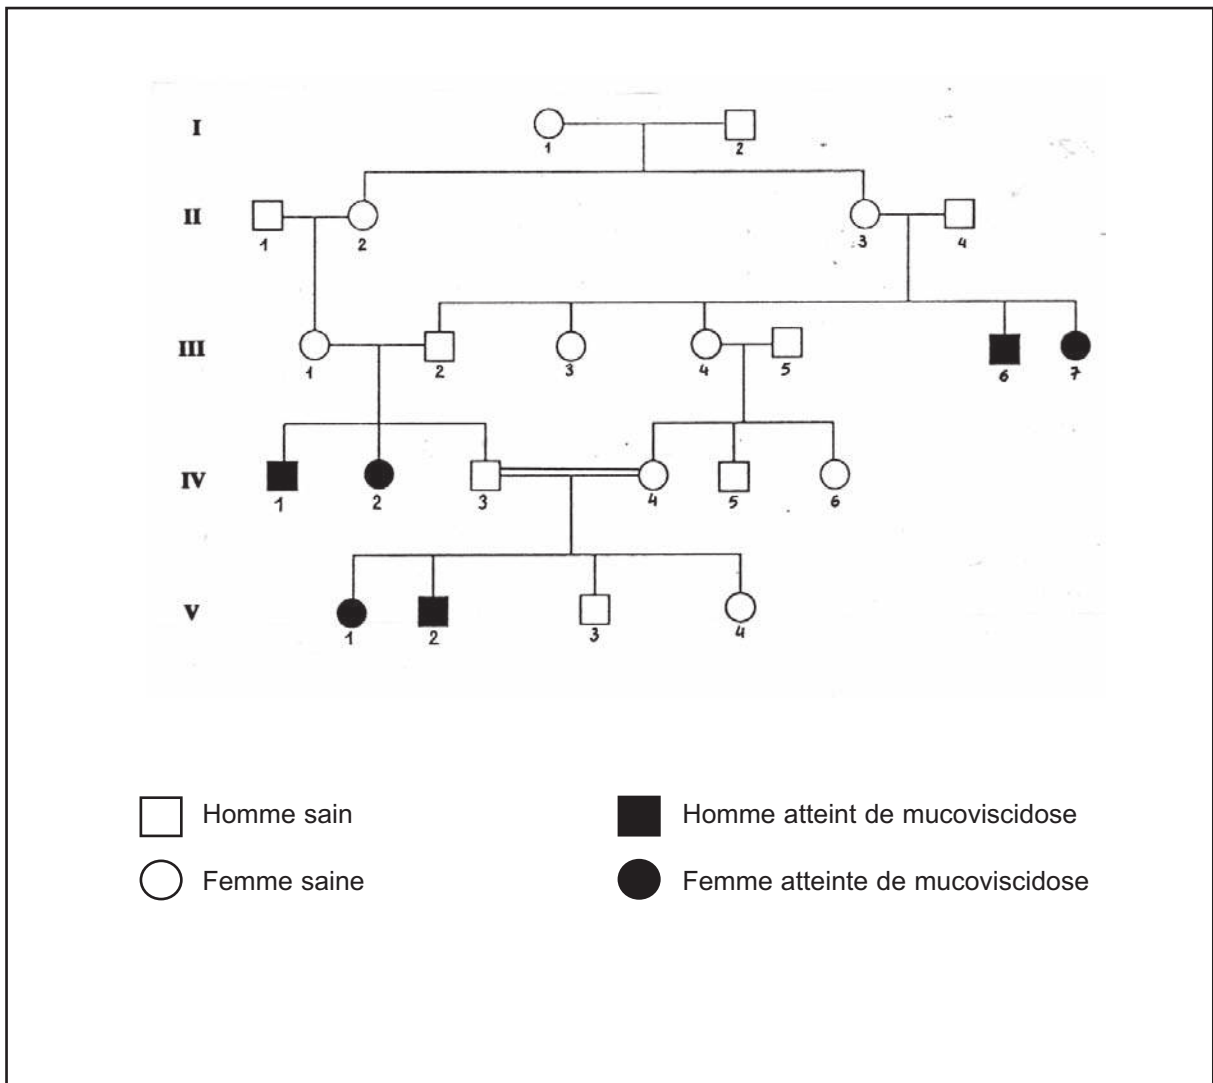 I
1 2
II
1 2 3 4
III
1 2 3 4 5 6 7
IV
1 2 3 4 5 6
V
1 2 3 4
Homme sain Homme atteint de mucoviscidose
Femme saine Femme atteinte de mucoviscidose